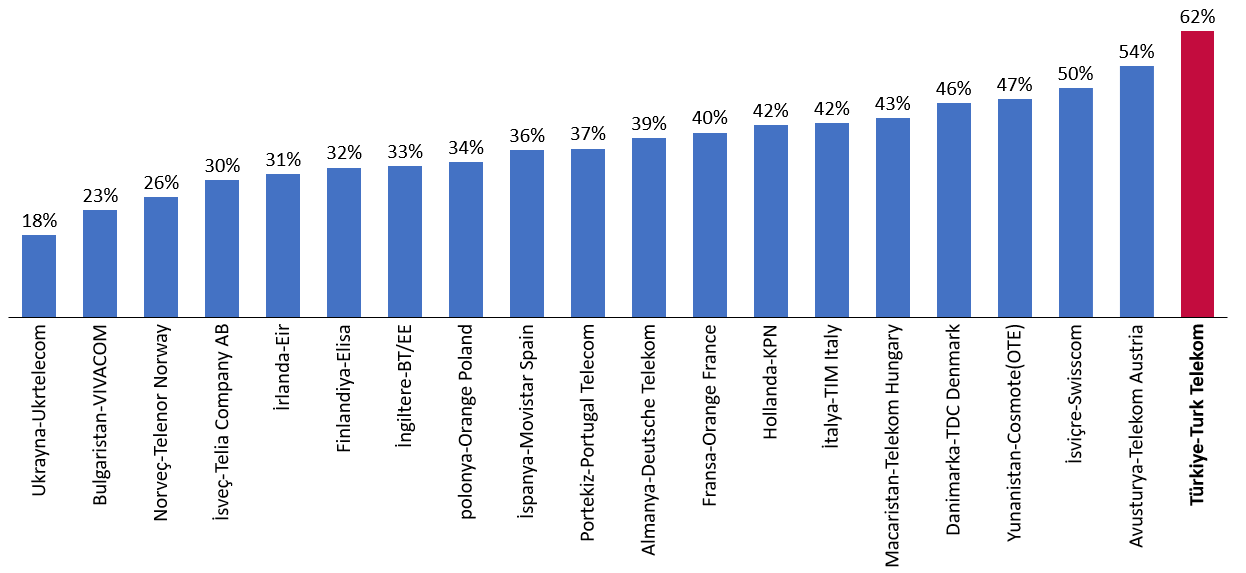 18%
23%
26%
30%
31%
32%
33%
34%
36%
37%
39%
40%
42%
42%
43%
46%
47%
50%
54%
62%
Ukrayna-Ukrtelecom
Bulgaristan-VIVACOM
Norveç-Telenor Norway
İsveç-Telia Company AB
İrlanda-Eir
Finlandiya-Elisa
İngiltere-BT/EE
polonya-Orange Poland
İspanya-Movistar Spain
Portekiz-Portugal Telecom
Almanya-Deutsche Telekom
Fransa-Orange France
Hollanda-KPN
İtalya-TIM Italy
Macaristan-Telekom Hungary
Danimarka-TDC Denmark
Yunanistan-Cosmote(OTE)
İsviçre-Swisscom
Avusturya-Telekom Austria
Türkiye-Turk Telekom